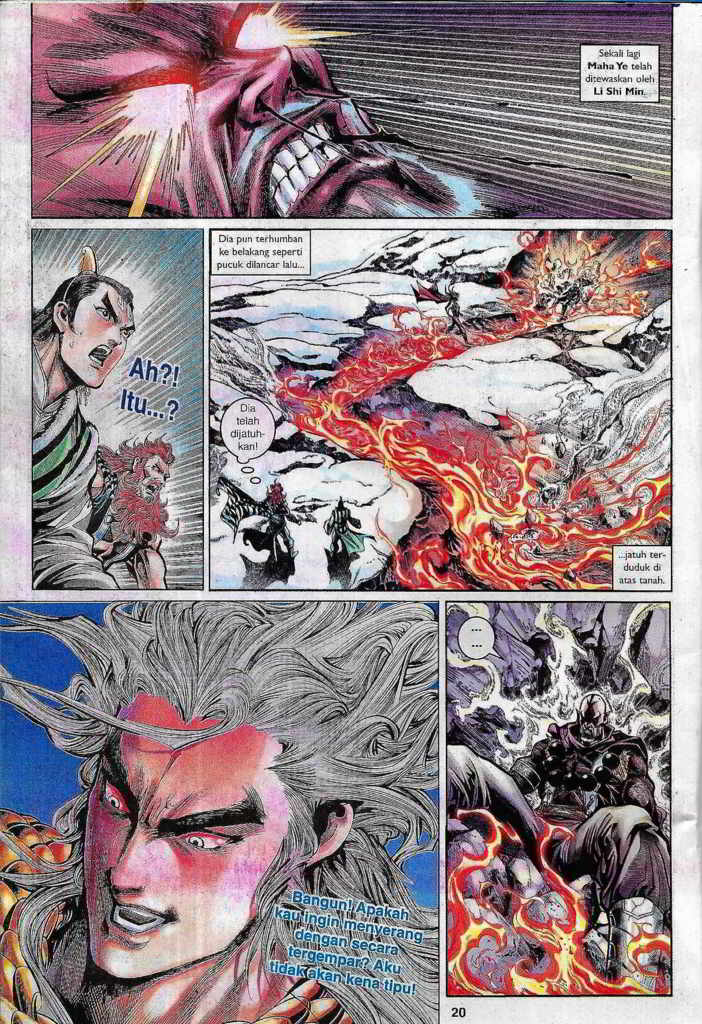 Sekali lagi
Maha Ye telah
ditewaskan oleh
Li Shi Min.
Ah?!
Itu...?
Dia pun terhumban
ke belakang seperti
pucuk dilancar lalu...
Dia
telah
dijatuh-
kan!
...jatuh ter-
duduk di
atas tanah.
Bangun! Apakah
kau ingin menyerang
dengan secara
tergempar? Aku
tidak akan kena tipu!
...
...
20